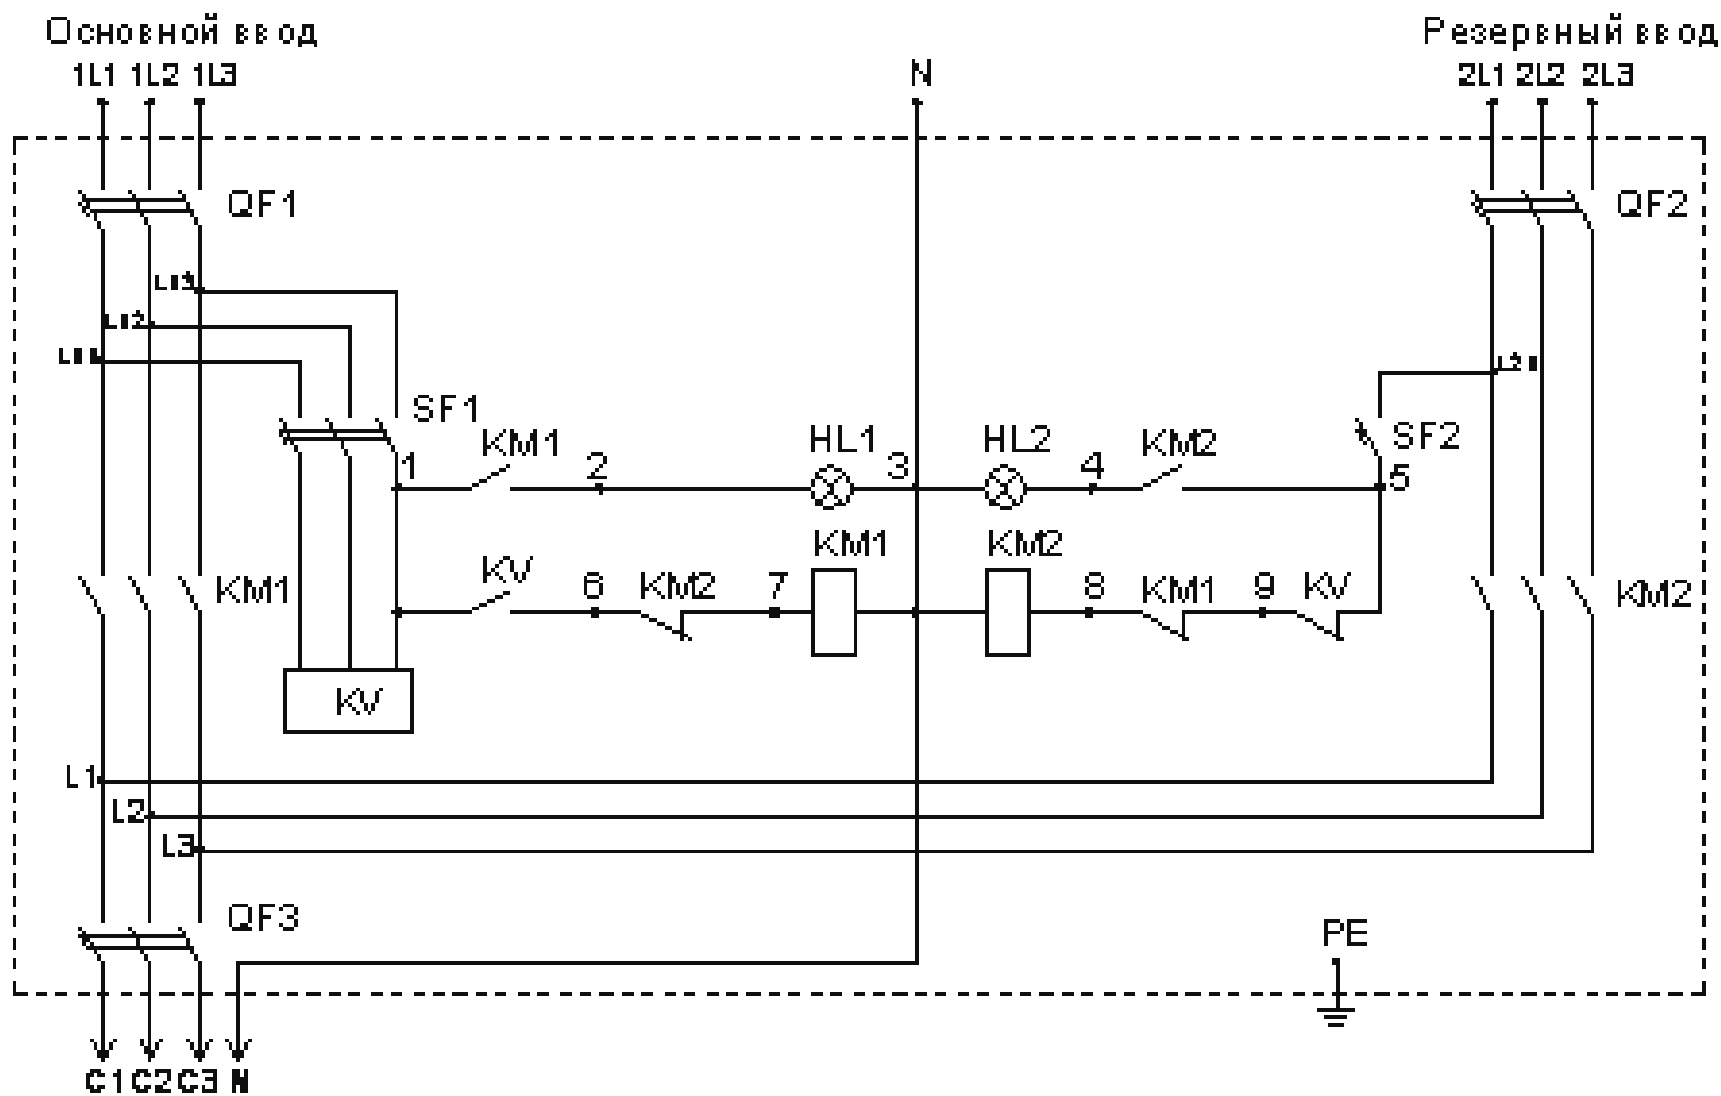 Основной ввод
Резервный ввод
1L1 1L2 1L3
N
2L1 2L2 2L3
QF1
QF2
SF1
SF2
1
KM1
2
HL1
3
HL2
4
KM2
5
KM1
KV
6
KM2
7
KM1
KM2
8
KM1
9
KV
KM2
KV
L1
L2
L3
QF3
PE
C1 C2 C3 N